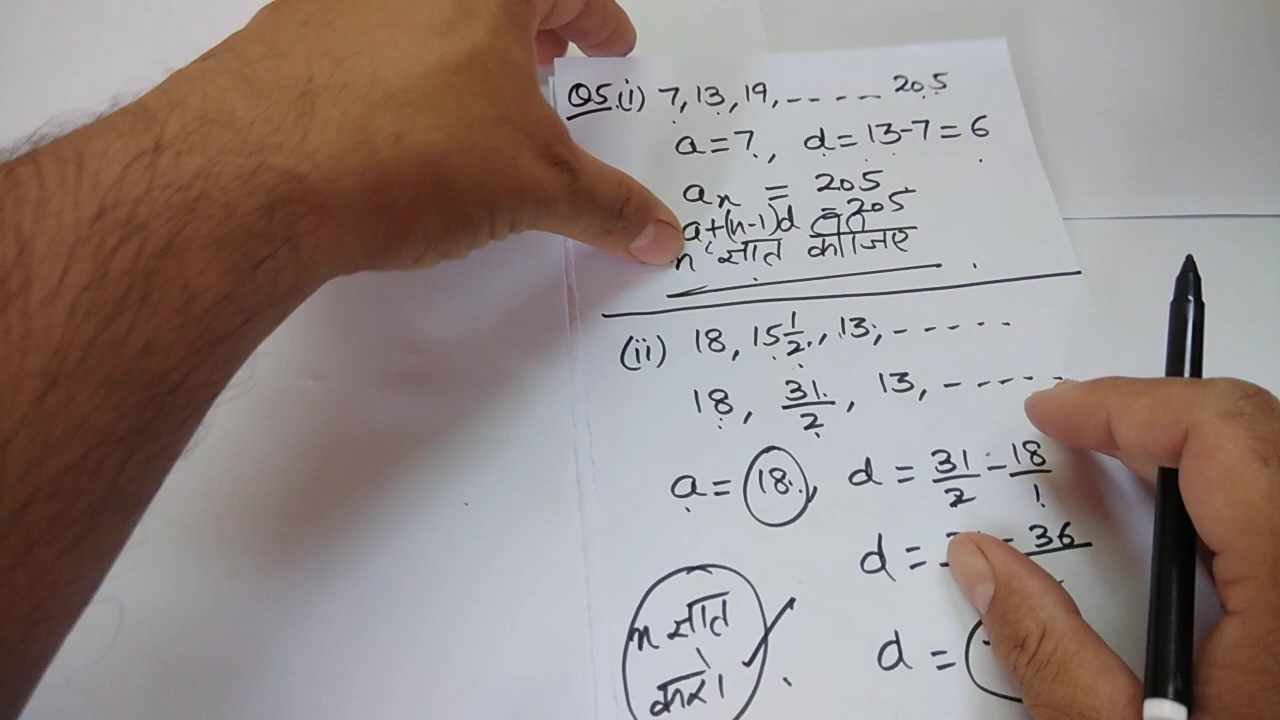 Q5.(i) 7, 13, 19, ----- 205
a = 7, d = 13-7 = 6
an = 205
a+(n-1)d = 205
n ज्ञात कीजिए
(ii) 18, 15 1/2, 13, -----
18, 31/2, 13, -----
a = 18, d = 31/2 - 18/1
d = - 36
d =
n ज्ञात
करें।